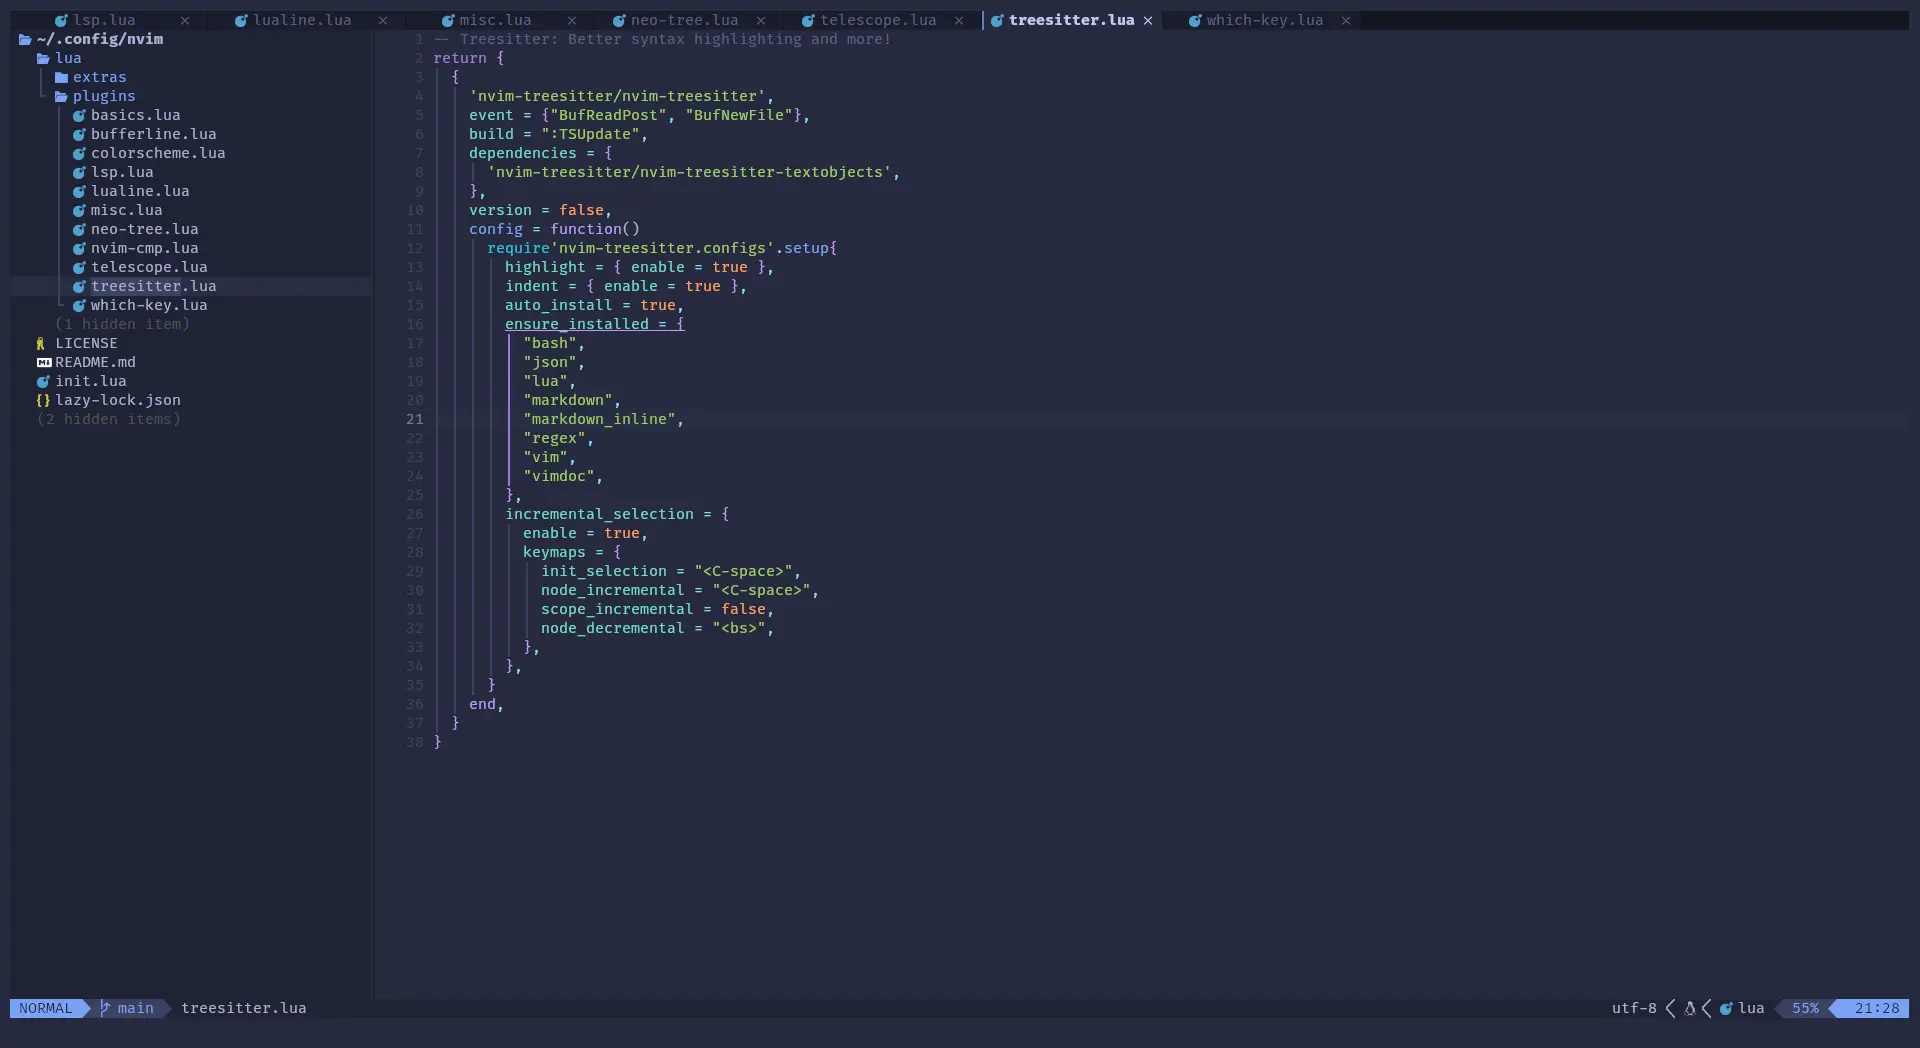 lsp.lua × lualine.lua × misc.lua × neo-tree.lua × telescope.lua × treesitter.lua × which-key.lua ×
~/.config/nvim
lua
extras
plugins
basics.lua
bufferline.lua
colorscheme.lua
lsp.lua
lualine.lua
misc.lua
neo-tree.lua
nvim-cmp.lua
telescope.lua
treesitter.lua
which-key.lua
(1 hidden item)
LICENSE
README.md
init.lua
{} lazy-lock.json
(2 hidden items)
1 -- Treesitter: Better syntax highlighting and more!
2 return {
3 {
4 'nvim-treesitter/nvim-treesitter',
5 event = {"BufReadPost", "BufNewFile"},
6 build = ":TSUpdate",
7 dependencies = {
8 'nvim-treesitter/nvim-treesitter-textobjects',
9 },
10 version = false,
11 config = function()
12 require'nvim-treesitter.configs'.setup{
13 highlight = { enable = true },
14 indent = { enable = true },
15 auto_install = true,
16 ensure_installed = {
17 "bash",
18 "json",
19 "lua",
20 "markdown",
21 "markdown_inline",
22 "regex",
23 "vim",
24 "vimdoc",
25 },
26 incremental_selection = {
27 enable = true,
28 keymaps = {
29 init_selection = "<C-space>",
30 node_incremental = "<C-space>",
31 scope_incremental = false,
32 node_decremental = "<bs>",
33 },
34 },
35 }
36 end,
37 }
38 }
NORMAL main treesitter.lua utf-8 lua 55% 21:28